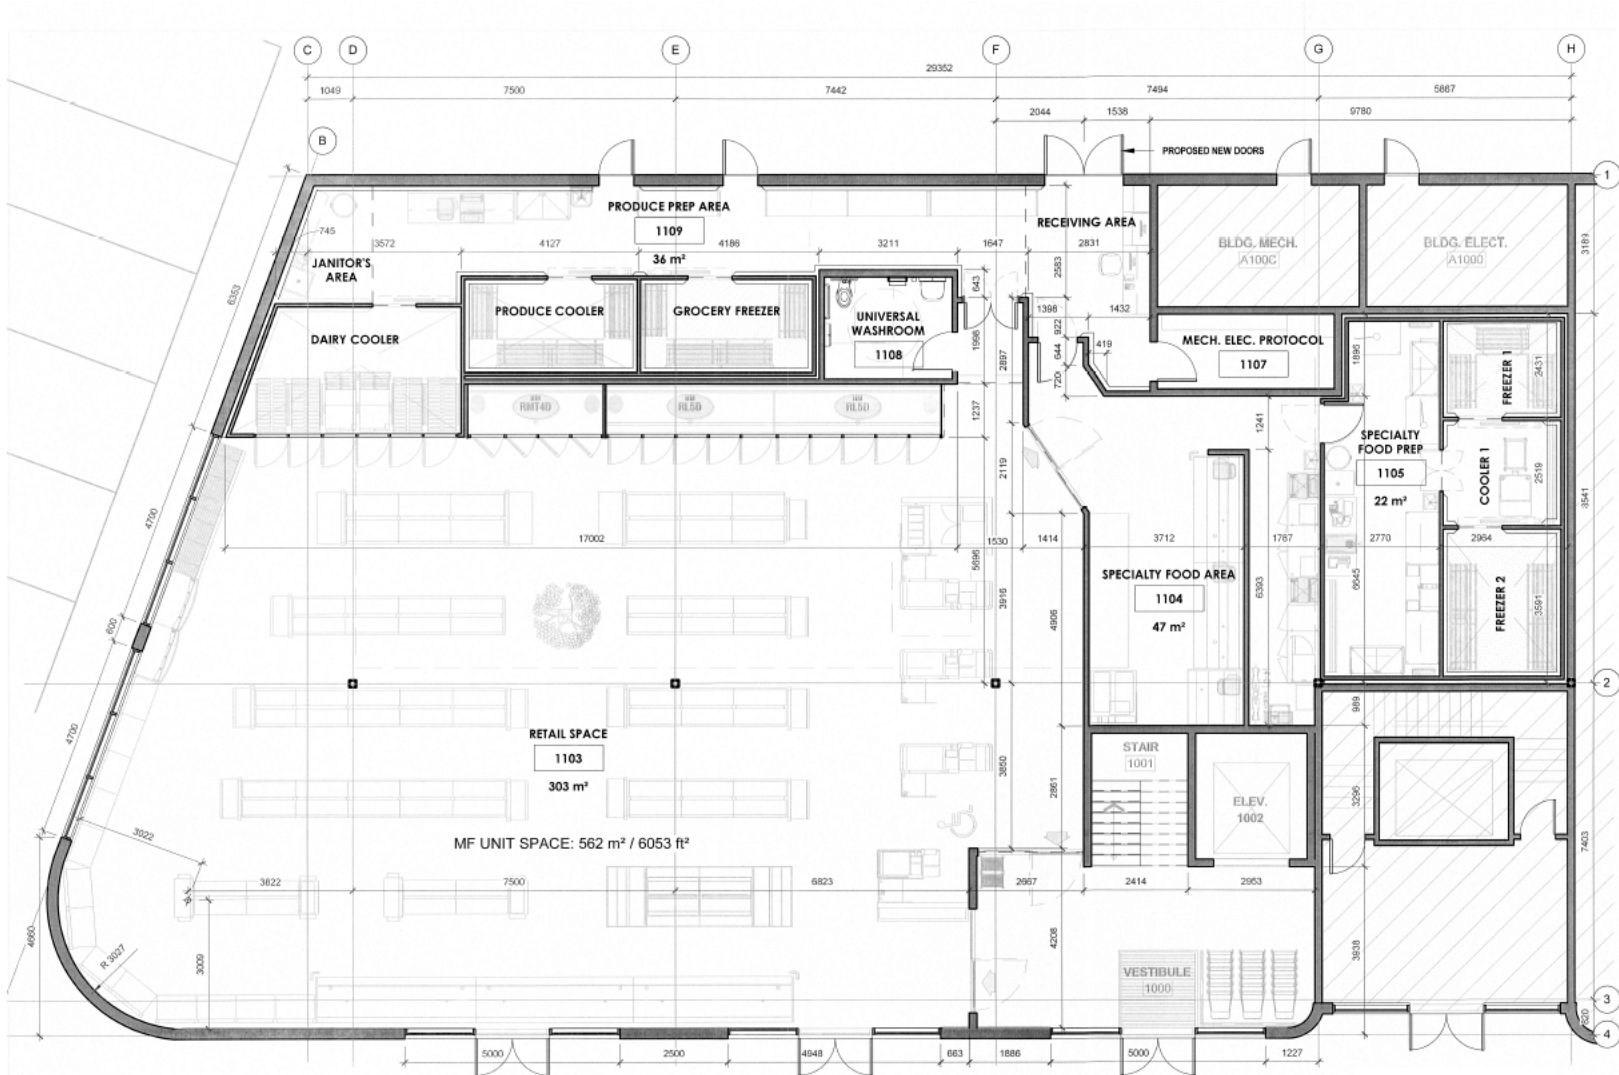 C
D
E
F
G
H
29352
1049
7500
7442
7494
5867
2044
1538
9780
B
PROPOSED NEW DOORS
1
PRODUCE PREP AREA
1109
36 m²
RECEIVING AREA
BLDG. MECH.
A100C
BLDG. ELECT.
A1000
745
3572
4127
4186
3211
1647
2831
3189
JANITOR'S
AREA
2583
643
6353
PRODUCE COOLER
GROCERY FREEZER
UNIVERSAL
WASHROOM
1108
1398
1432
922
DAIRY COOLER
1998
2897
644
419
720
MECH. ELEC. PROTOCOL
1107
1896
FREEZER 1
2431
RMT4D
RL5D
RL5D
1237
1241
SPECIALTY
FOOD PREP
1105
22 m²
COOLER 1
2519
2119
3541
4700
17002
1530
1414
3712
1787
2770
2964
5696
3916
SPECIALTY FOOD AREA
1104
47 m²
6393
6645
FREEZER 2
3591
600
4906
2
4700
RETAIL SPACE
1103
303 m²
989
STAIR
1001
3850
2861
ELEV.
1002
3296
7403
3922
MF UNIT SPACE: 562 m² / 6053 ft²
3822
7500
6823
2667
2414
2953
4660
R 3027
3009
4208
3938
VESTIBULE
1000
3
820
4
5000
2500
4948
663
1886
5000
1227